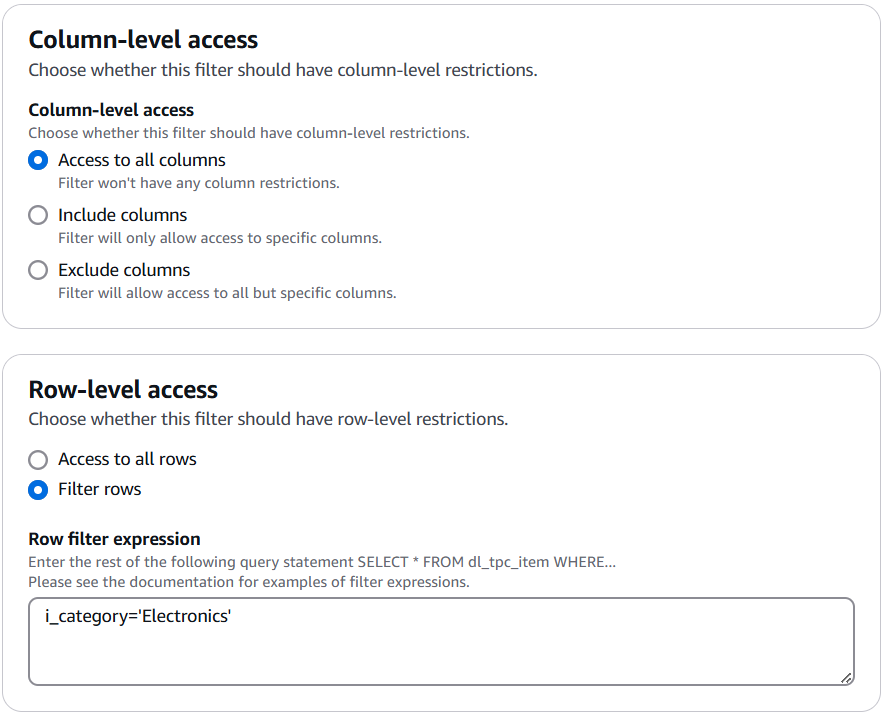 Column-level access
Choose whether this filter should have column-level restrictions.
Column-level access
Choose whether this filter should have column-level restrictions.
Access to all columns
Filter won't have any column restrictions.
Include columns
Filter will only allow access to specific columns.
Exclude columns
Filter will allow access to all but specific columns.
Row-level access
Choose whether this filter should have row-level restrictions.
Access to all rows
Filter rows
Row filter expression
Enter the rest of the following query statement SELECT * FROM dl_tpc_item WHERE...
Please see the documentation for examples of filter expressions.
i_category='Electronics'